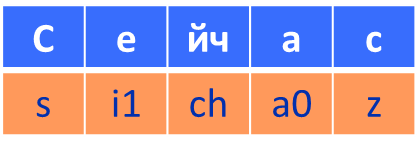 С е йч а с
s i1 ch a0 z